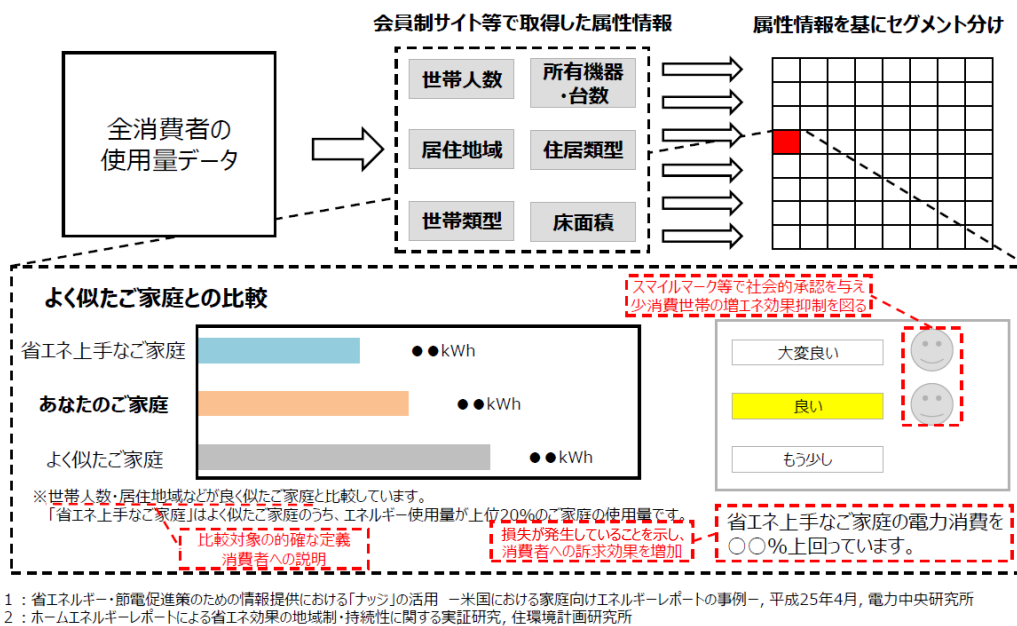 会員制サイト等で取得した属性情報
属性情報を基にセグメント分け
全消費者の
使用量データ
世帯人数
所有機器
・台数
居住地域
住居類型
世帯類型
床面積
よく似たご家庭との比較
スマイルマーク等で社会的承認を与え
少消費世帯の増エネ効果抑制を図る
省エネ上手なご家庭
●●kWh
あなたのご家庭
●●kWh
よく似たご家庭
●●kWh
大変良い
良い
もう少し
※世帯人数・居住地域などが良く似たご家庭と比較しています。
「省エネ上手なご家庭」はよく似たご家庭のうち、エネルギー使用量が上位20%のご家庭の使用量です。
比較対象の的確な定義
消費者への説明
損失が発生していることを示し、
消費者への訴求効果を増加
省エネ上手なご家庭の電力消費を
〇〇%上回っています。
1：省エネルギー・節電促進策のための情報提供における「ナッジ」の活用 －米国における家庭向けエネルギーレポートの事例－, 平成25年4月, 電力中央研究所
2：ホームエネルギーレポートによる省エネ効果の地域制・持続性に関する実証研究, 住環境計画研究所